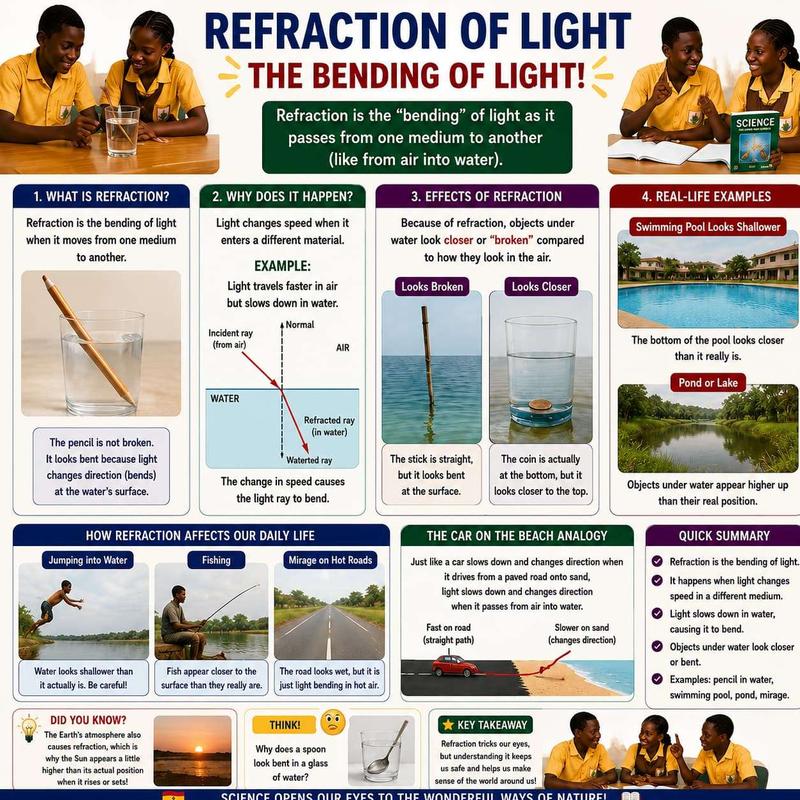 REFRACTION OF LIGHT
THE BENDING OF LIGHT!
Refraction is the “bending” of light as it
passes from one medium to another
(like from air into water).
SCIENCE
1. WHAT IS REFRACTION?
Refraction is the bending of light
when it moves from one medium
to another.
The pencil is not broken.
It looks bent because light
changes direction (bends)
at the water's surface.
2. WHY DOES IT HAPPEN?
Light changes speed when it
enters a different material.
EXAMPLE:
Light travels faster in air
but slows down in water.
Normal
Incident ray
(from air)
AIR
WATER
Refracted ray
(in water)
Waterted ray
The change in speed causes
the light ray to bend.
3. EFFECTS OF REFRACTION
Because of refraction, objects under
water look closer or “broken” compared
to how they look in the air.
Looks Broken
The stick is straight,
but it looks bent
at the surface.
Looks Closer
The coin is actually
at the bottom, but it
looks closer to the top.
4. REAL-LIFE EXAMPLES
Swimming Pool Looks Shallower
The bottom of the pool looks closer
than it really is.
Pond or Lake
Objects under water appear higher up
than their real position.
HOW REFRACTION AFFECTS OUR DAILY LIFE
Jumping into Water
Water looks shallower than
it actually is. Be careful!
Fishing
Fish appear closer to the
surface than they really are.
Mirage on Hot Roads
The road looks wet, but it is
just light bending in hot air.
THE CAR ON THE BEACH ANALOGY
Just like a car slows down and changes direction when
it drives from a paved road onto sand,
light slows down and changes direction
when it passes from air into water.
Fast on road
(straight path)
Slower on sand
(changes direction)
QUICK SUMMARY
Refraction is the bending of light.
It happens when light changes
speed in a different medium.
Light slows down in water,
causing it to bend.
Objects under water look closer
or bent.
Examples: pencil in water,
swimming pool, pond, mirage.
DID YOU KNOW?
The Earth's atmosphere also
causes refraction, which is
why the Sun appears a little
higher than its actual position
when it rises or sets!
THINK!
Why does a spoon
look bent in a glass
of water?
KEY TAKEAWAY
Refraction tricks our eyes,
but understanding it keeps
us safe and helps us make
sense of the world around us!
SCIENCE OPENS OUR EYES TO THE WONDERFUL WAYS OF NATURE!